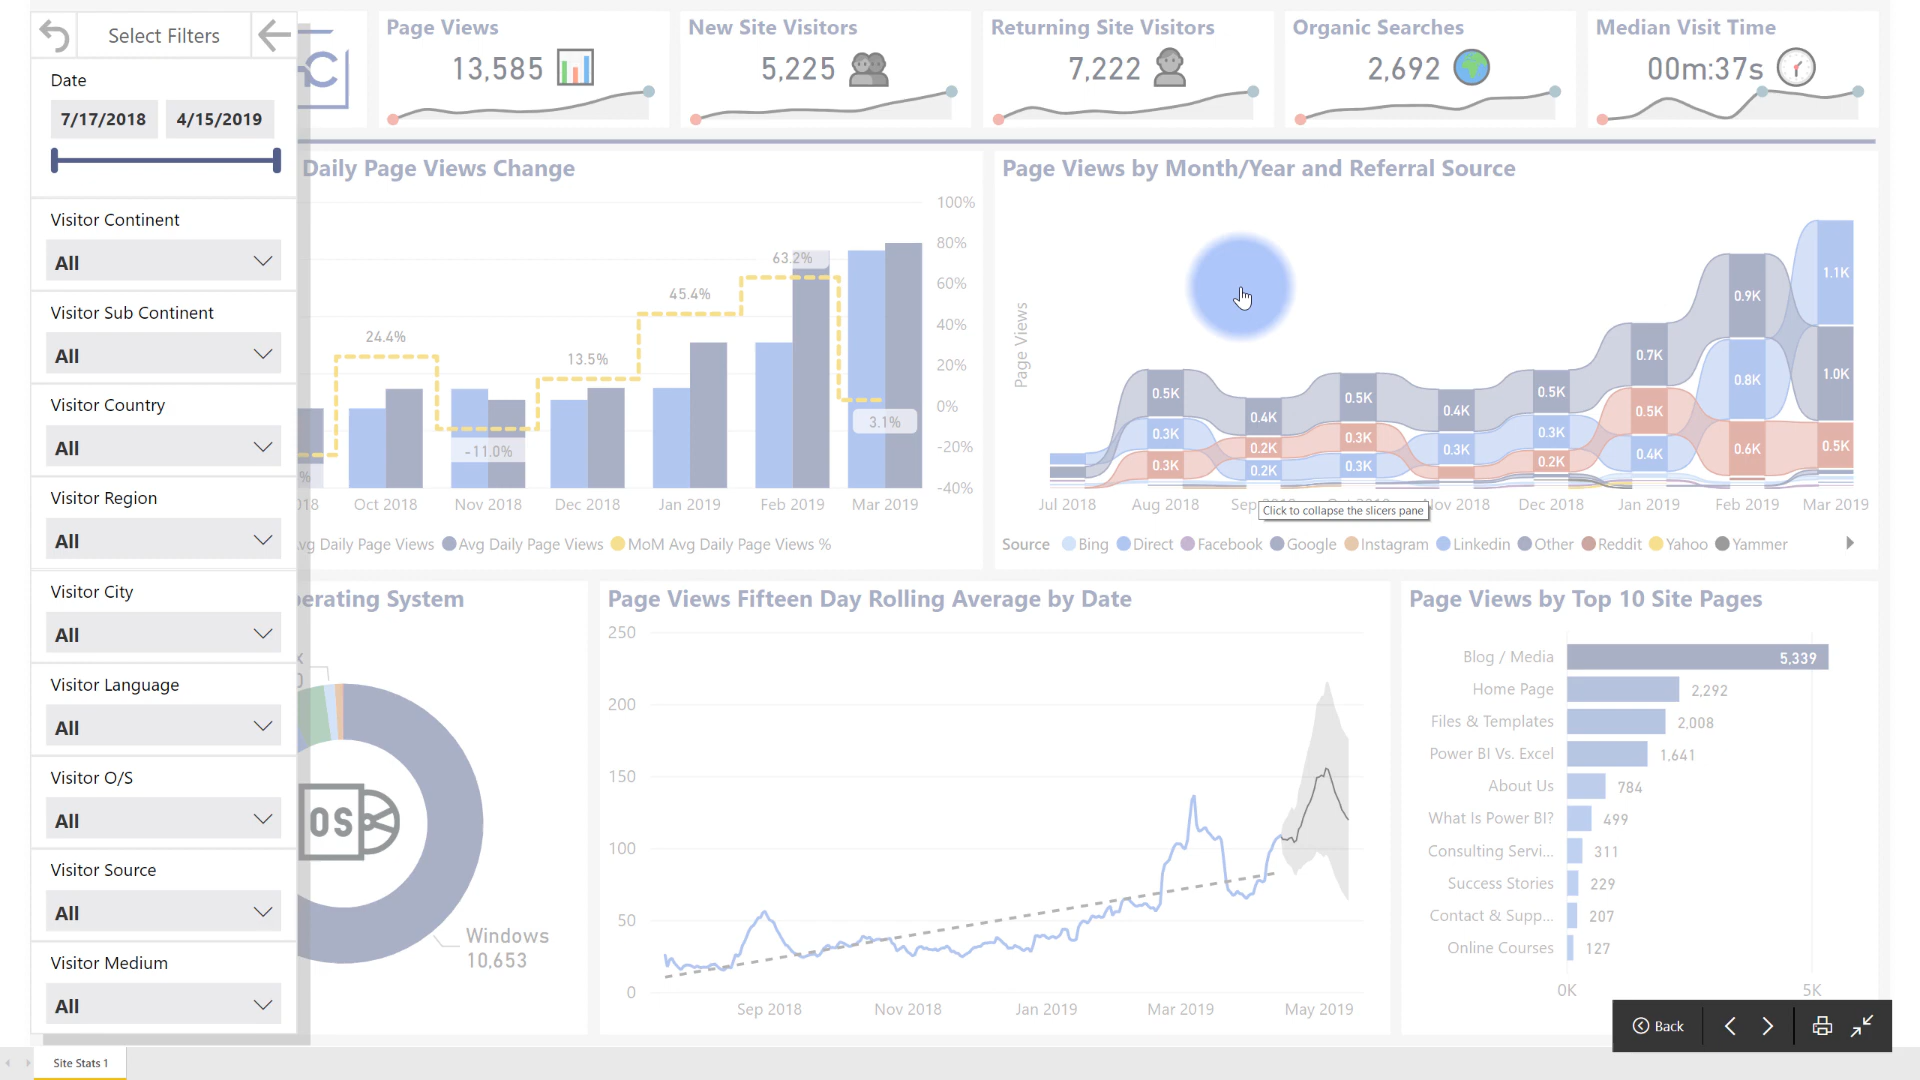 Select Filters
Date
7/17/2018 4/15/2019
Visitor Continent
All
Visitor Sub Continent
All
Visitor Country
All
Visitor Region
All
Visitor City
All
Visitor Language
All
Visitor O/S
All
Visitor Source
All
Visitor Medium
All
C
Page Views
13,585
New Site Visitors
5,225
Returning Site Visitors
7,222
Organic Searches
2,692
Median Visit Time
00m:37s
Daily Page Views Change
100%
80%
60%
40%
20%
0%
-20%
-40%
24.4%
-11.0%
13.5%
45.4%
63.2%
3.1%
%
18 Oct 2018 Nov 2018 Dec 2018 Jan 2019 Feb 2019 Mar 2019
vg Daily Page Views Avg Daily Page Views MoM Avg Daily Page Views %
Page Views by Month/Year and Referral Source
Page Views
0.5K 0.3K 0.3K
0.4K 0.2K 0.2K
0.5K 0.3K 0.3K
0.4K 0.3K
0.5K 0.3K 0.2K
0.7K 0.5K 0.4K
0.9K 0.8K 0.6K
1.1K 1.0K 0.5K
Jul 2018 Aug 2018 Sep Nov 2018 Dec 2018 Jan 2019 Feb 2019 Mar 2019
Click to collapse the slicers pane
Source Bing Direct Facebook Google Instagram Linkedin Other Reddit Yahoo Yammer
erating System
x
OS
Windows
10,653
Page Views Fifteen Day Rolling Average by Date
250
200
150
100
50
0
Sep 2018 Nov 2018 Jan 2019 Mar 2019 May 2019
Page Views by Top 10 Site Pages
Blog / Media 5,339
Home Page 2,292
Files & Templates 2,008
Power BI Vs. Excel 1,641
About Us 784
What Is Power BI? 499
Consulting Servi... 311
Success Stories 229
Contact & Supp... 207
Online Courses 127
0K 5K
Back
Site Stats 1